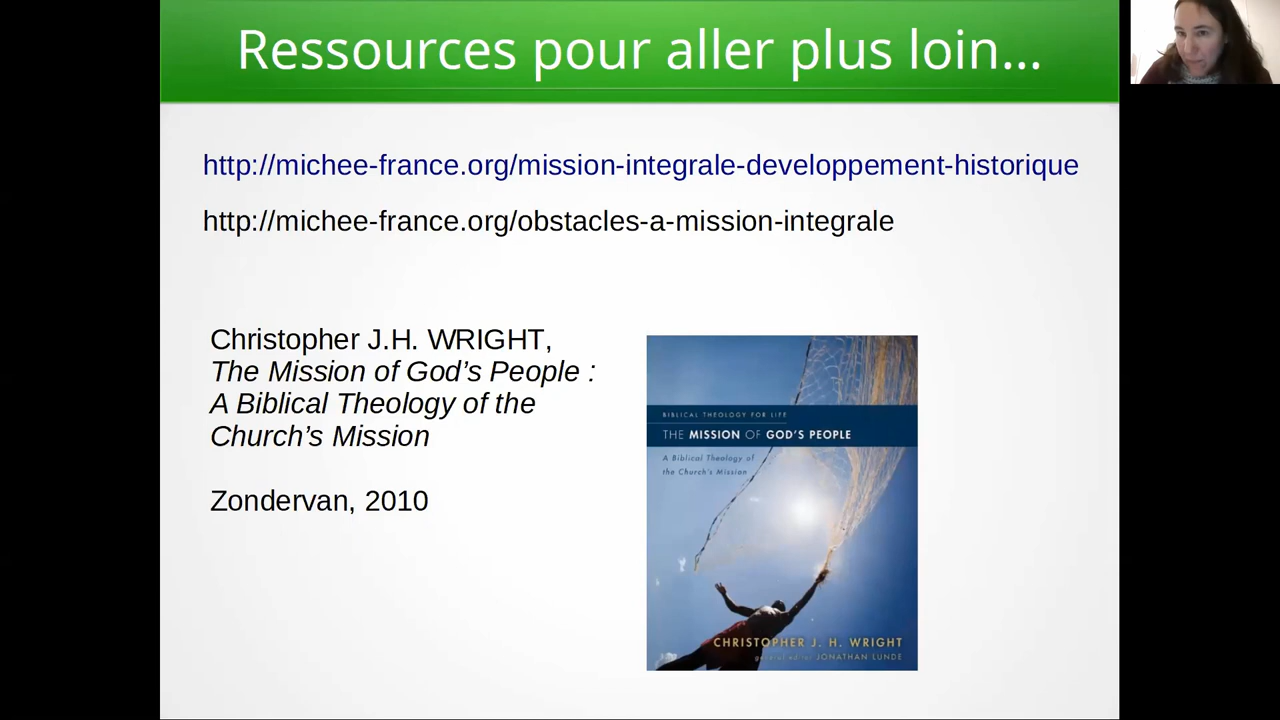 Ressources pour aller plus loin...
http://michee-france.org/mission-integrale-developpement-historique
http://michee-france.org/obstacles-a-mission-integrale
Christopher J.H. WRIGHT,
The Mission of God’s People :
A Biblical Theology of the
Church’s Mission
Zondervan, 2010
BIBLICAL THEOLOGY FOR LIFE
THE MISSION OF GOD'S PEOPLE
A Biblical Theology of
the Church's Mission
CHRISTOPHER J. H. WRIGHT
general editor JONATHAN LUNDE